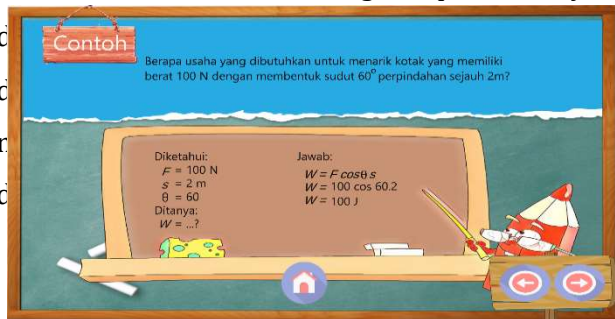 Contoh
Berapa usaha yang dibutuhkan untuk menarik kotak yang memiliki
berat 100 N dengan membentuk sudut 60° perpindahan sejauh 2m?
Diketahui:
F = 100 N
s = 2 m
θ = 60
Ditanya:
W = ...?
Jawab:
W = F cosθ s
W = 100 cos 60.2
W = 100 J